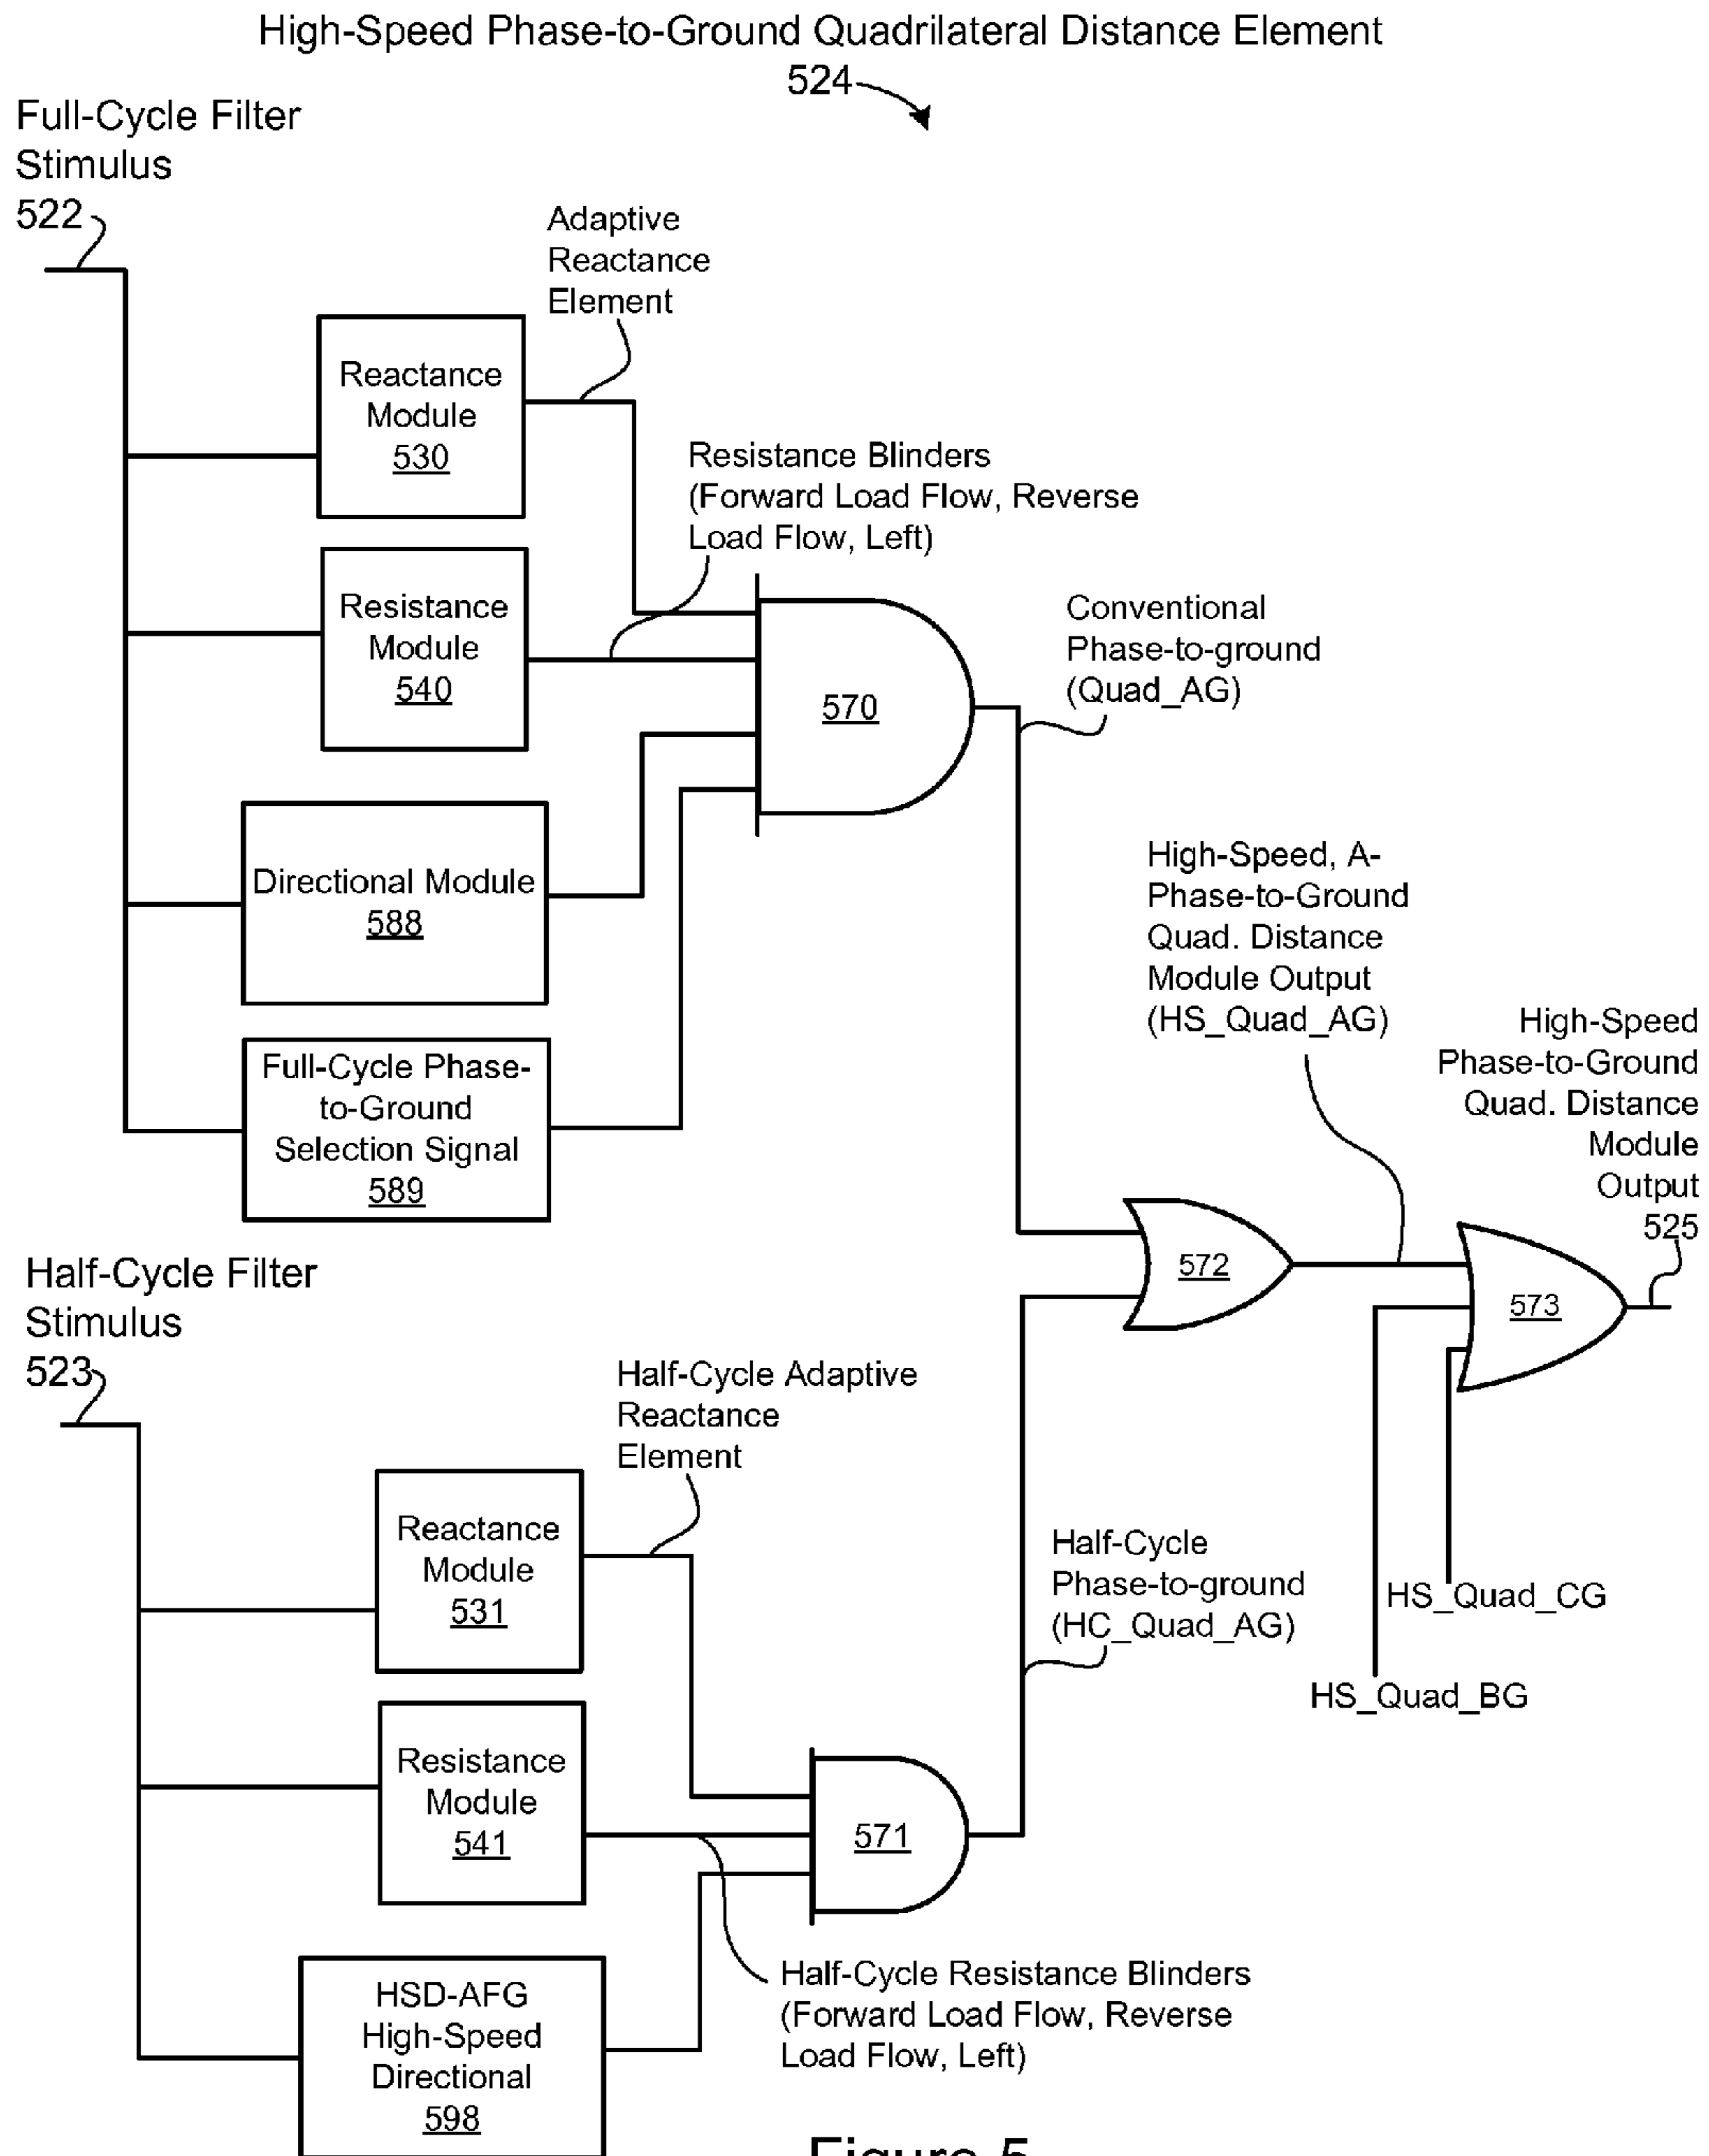 High-Speed Phase-to-Ground Quadrilateral Distance Element
524
Full-Cycle Filter
Stimulus
522
Adaptive
Reactance
Element
Reactance
Module
530
Resistance Blinders
(Forward Load Flow, Reverse
Load Flow, Left)
Resistance
Module
540
570
Conventional
Phase-to-ground
(Quad_AG)
Directional Module
588
High-Speed, A-
Phase-to-Ground
Quad. Distance
Module Output
(HS_Quad_AG)
High-Speed
Phase-to-Ground
Quad. Distance
Module
Output
525
Full-Cycle Phase-
to-Ground
Selection Signal
589
572
573
Half-Cycle Filter
Stimulus
523
Half-Cycle Adaptive
Reactance
Element
Reactance
Module
531
Half-Cycle
Phase-to-ground
(HC_Quad_AG)
HS_Quad_CG
HS_Quad_BG
Resistance
Module
541
571
Half-Cycle Resistance Blinders
(Forward Load Flow, Reverse
Load Flow, Left)
HSD-AFG
High-Speed
Directional
598
Figure 5